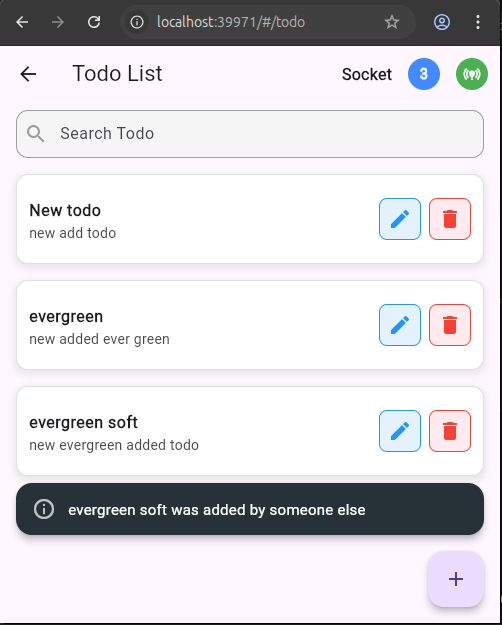 localhost:39971/#/todo
Todo List
Socket
3
Search Todo
New todo
new add todo
evergreen
new added ever green
evergreen soft
new evergreen added todo
evergreen soft was added by someone else